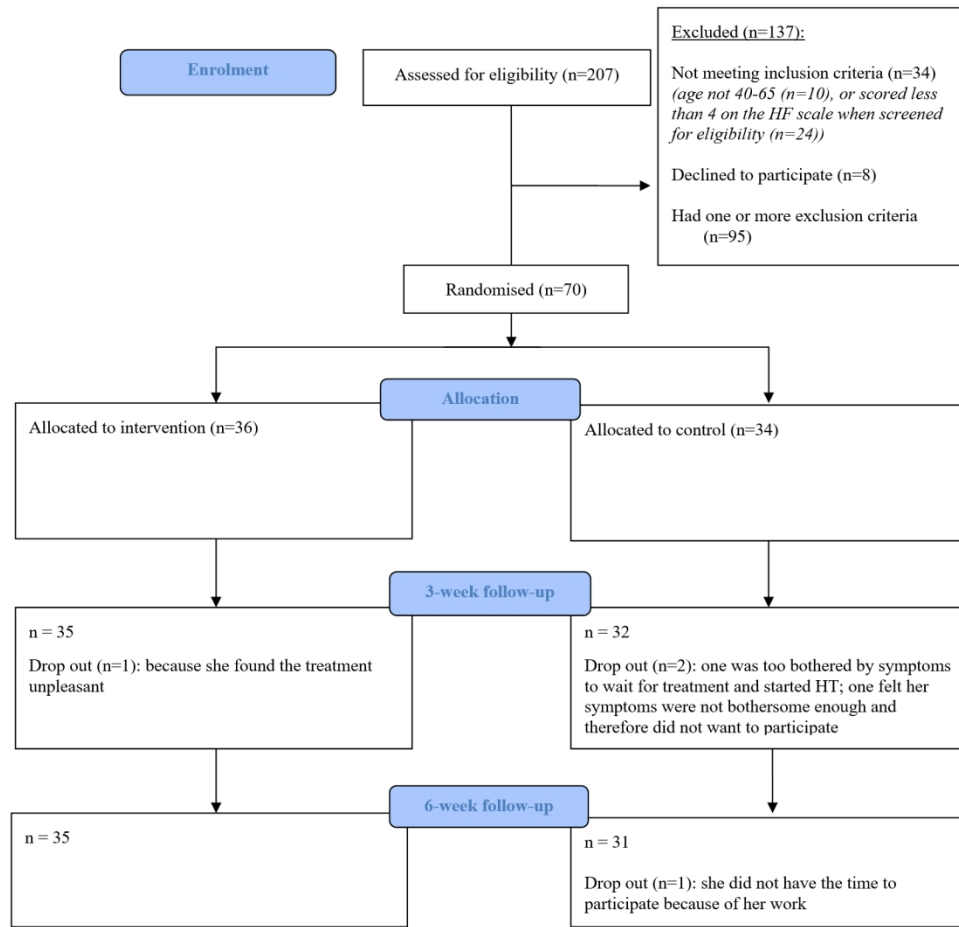 Enrolment
Assessed for eligibility (n=207)
Excluded (n=137):
Not meeting inclusion criteria (n=34)
(age not 40-65 (n=10), or scored less
than 4 on the HF scale when screened
for eligibility (n=24))
Declined to participate (n=8)
Had one or more exclusion criteria
(n=95)
Randomised (n=70)
Allocation
Allocated to intervention (n=36)
Allocated to control (n=34)
3-week follow-up
n = 35
Drop out (n=1): because she found the treatment
unpleasant
n = 32
Drop out (n=2): one was too bothered by symptoms
to wait for treatment and started HT; one felt her
symptoms were not bothersome enough and
therefore did not want to participate
6-week follow-up
n = 35
n = 31
Drop out (n=1): she did not have the time to
participate because of her work